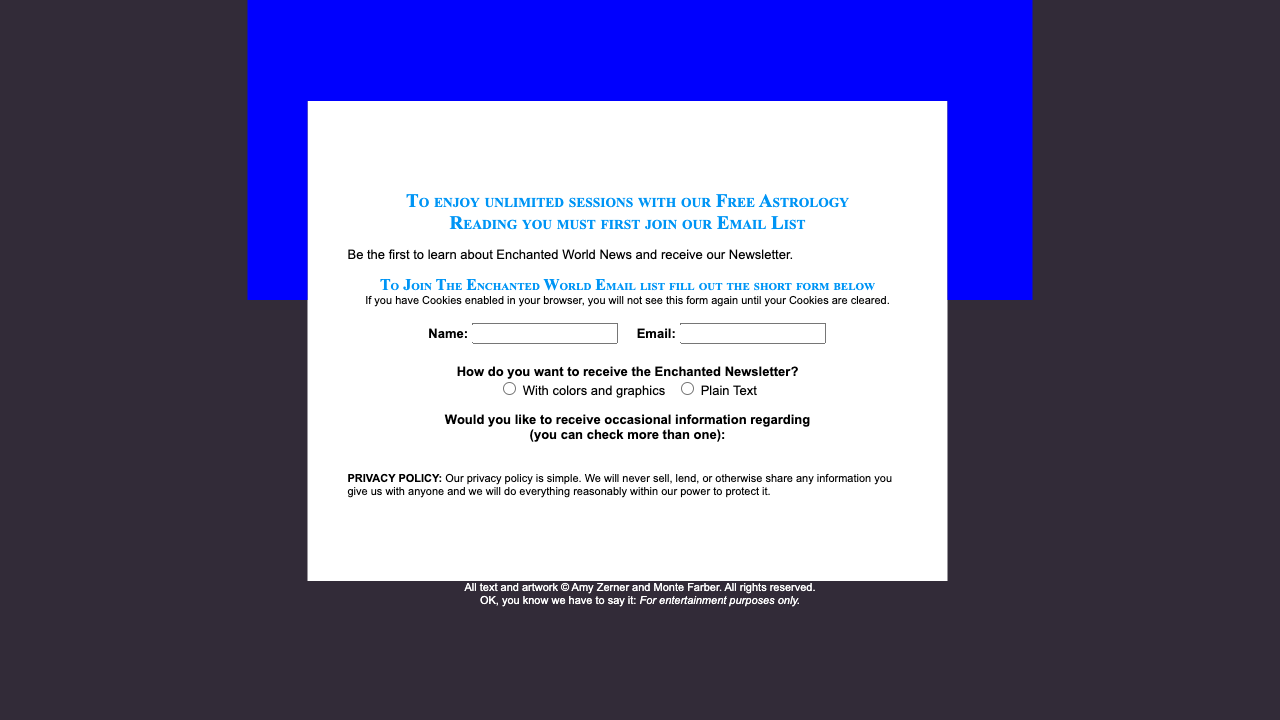 To enjoy unlimited sessions with our Free Astrology
Reading you must first join our Email List
Be the first to learn about Enchanted World News and receive our Newsletter.
To Join The Enchanted World Email list fill out the short form below
If you have Cookies enabled in your browser, you will not see this form again until your Cookies are cleared.
Name: Email:
How do you want to receive the Enchanted Newsletter?
With colors and graphics Plain Text
Would you like to receive occasional information regarding
(you can check more than one):
PRIVACY POLICY: Our privacy policy is simple. We will never sell, lend, or otherwise share any information you
give us with anyone and we will do everything reasonably within our power to protect it.
All text and artwork © Amy Zerner and Monte Farber. All rights reserved.
OK, you know we have to say it: For entertainment purposes only.